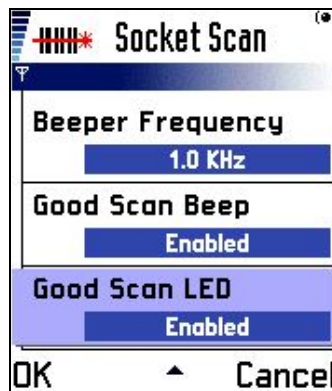 Socket Scan
Beeper Frequency
1.0 KHz
Good Scan Beep
Enabled
Good Scan LED
Enabled
OK Cancel